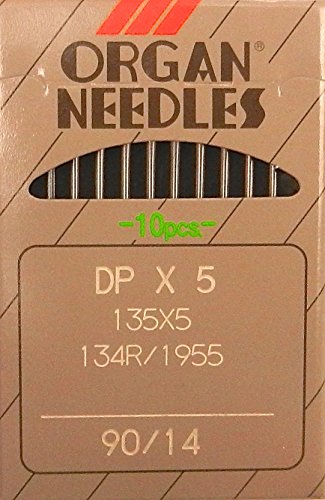 ORGAN®
NEEDLES
-10pcs.-
DP X 5
135X5
134R/1955
90/14